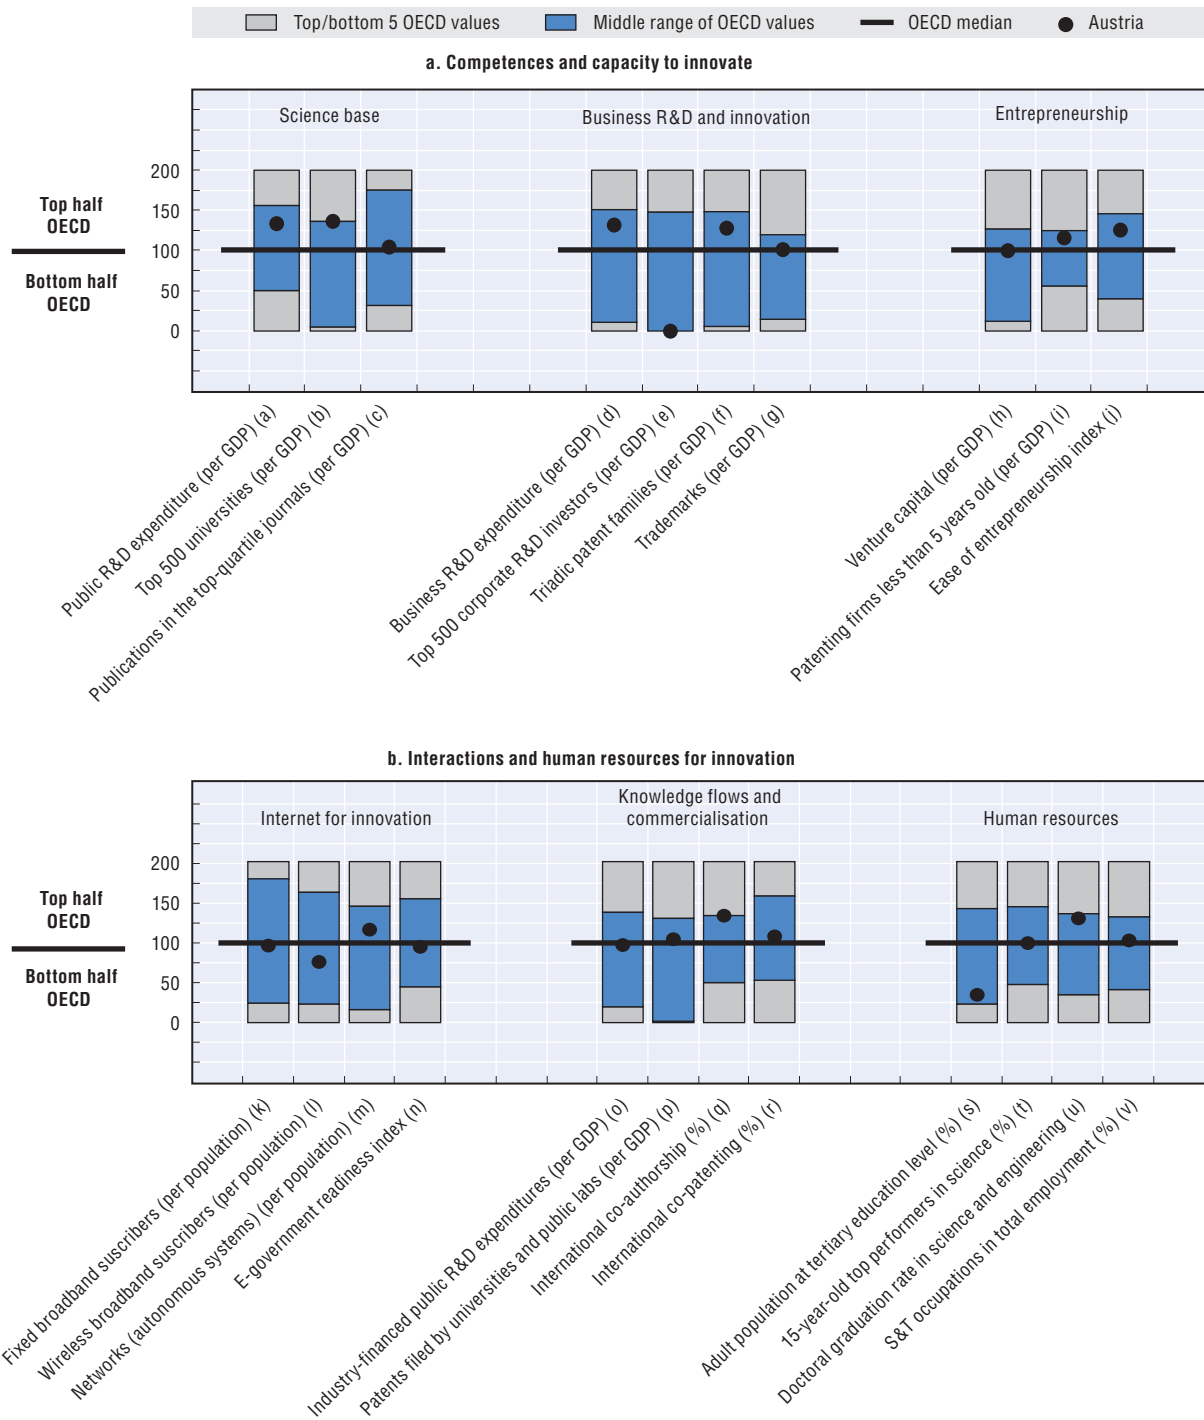 Top/bottom 5 OECD values
Middle range of OECD values
OECD median
Austria
a. Competences and capacity to innovate
Science base
Business R&D and innovation
Entrepreneurship
200
150
100
50
0
Top half
OECD
Bottom half
OECD
Public R&D expenditure (per GDP) (a)
Top 500 universities (per GDP) (b)
Publications in the top-quartile journals (per GDP) (c)
Business R&D expenditure (per GDP) (d)
Top 500 corporate R&D investors (per GDP) (e)
Triadic patent families (per GDP) (f)
Trademarks (per GDP) (g)
Venture capital (per GDP) (h)
Patenting firms less than 5 years old (per GDP) (i)
Ease of entrepreneurship index (j)
b. Interactions and human resources for innovation
Internet for innovation
Knowledge flows and
commercialisation
Human resources
200
150
100
50
0
Top half
OECD
Bottom half
OECD
Fixed broadband suscribers (per population) (k)
Wireless broadband suscribers (per population) (l)
Networks (autonomous systems) (per population) (m)
E-government readiness index (n)
Industry-financed public R&D expenditures (per GDP) (o)
Patents filed by universities and public labs (per GDP) (p)
International co-authorship (%) (q)
International co-patenting (%) (r)
Adult population at tertiary education level (%) (s)
15-year-old top performers in science (%) (t)
Doctoral graduation rate in science and engineering (u)
S&T occupations in total employment (%) (v)